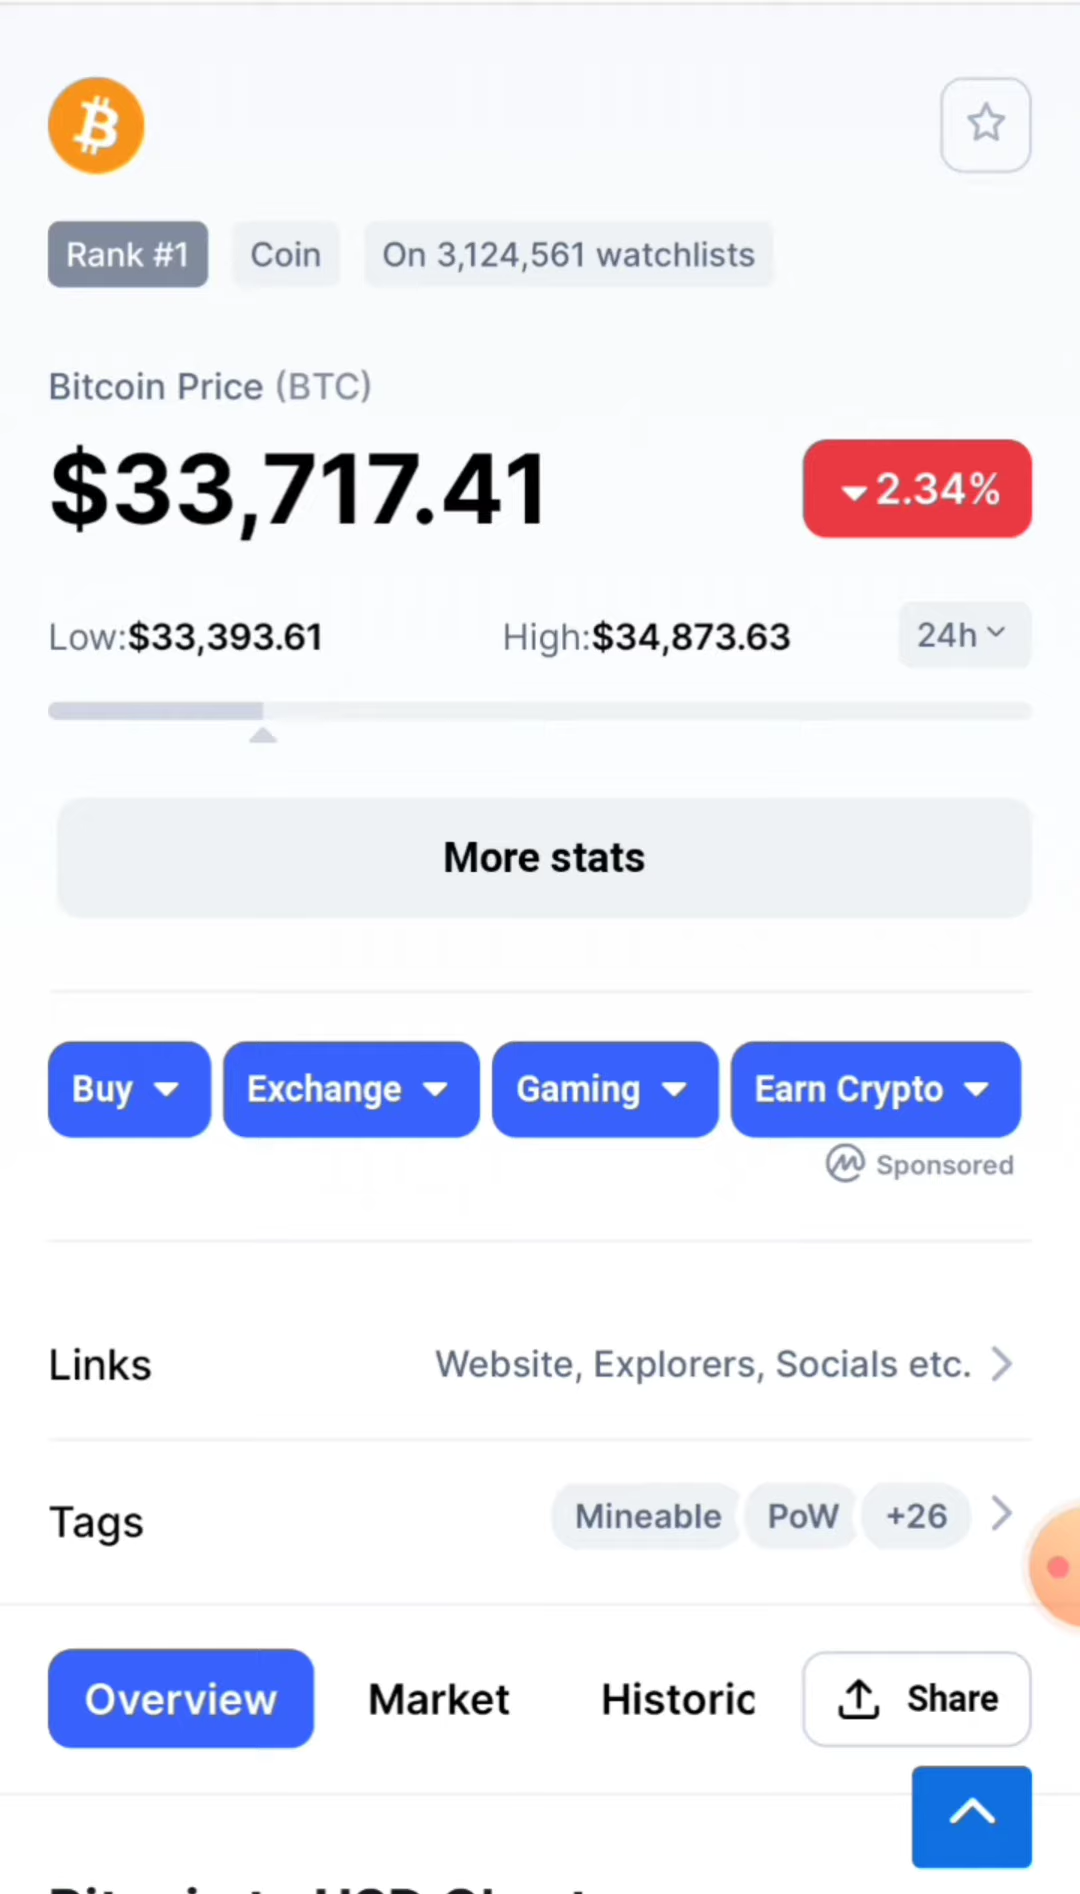 Rank #1 Coin On 3,124,561 watchlists
Bitcoin Price (BTC)
$33,717.41 2.34%
Low:$33,393.61 High:$34,873.63 24h
More stats
Buy Exchange Gaming Earn Crypto
Sponsored
Links Website, Explorers, Socials etc.
Tags Mineable PoW +26
Overview Market Historic Share